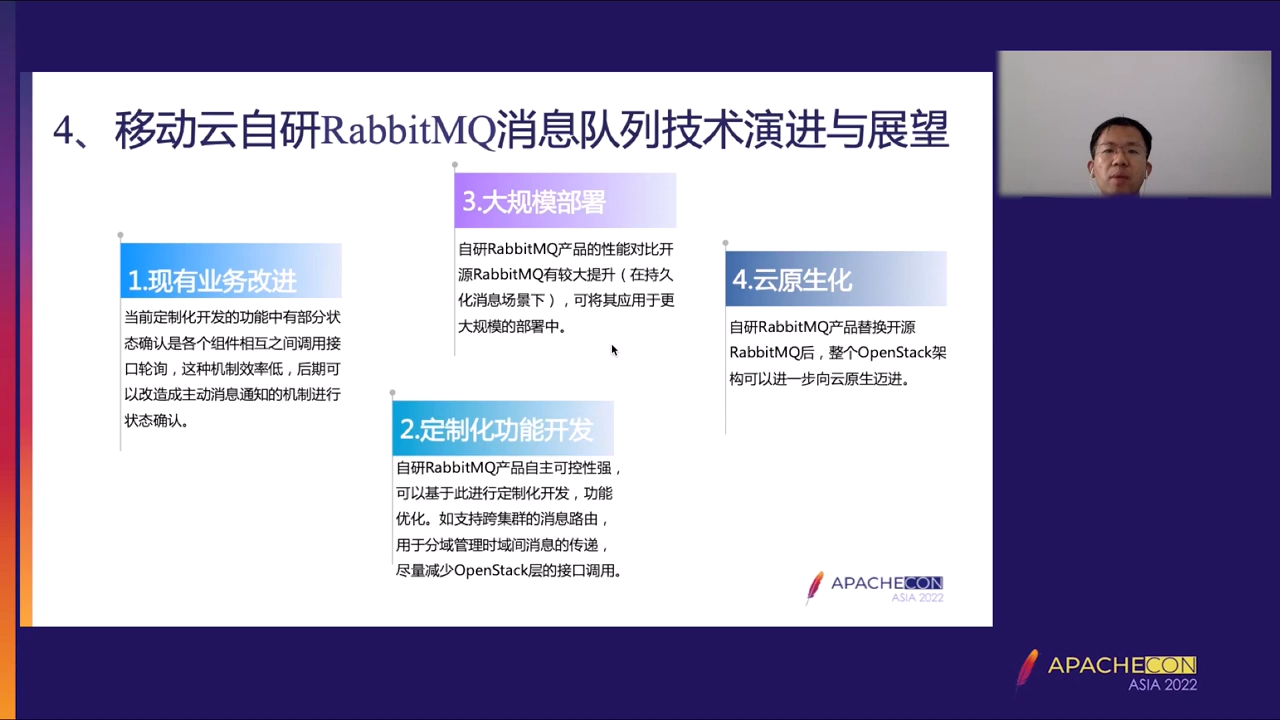 4、移动云自研RabbitMQ消息队列技术演进与展望
1.现有业务改进
当前定制化开发的功能中有部分状
态确认是各个组件相互之间调用接
口轮询，这种机制效率低，后期可
以改造成主动消息通知的机制进行
状态确认。
2.定制化功能开发
自研RabbitMQ产品自主可控性强，
可以基于此进行定制化开发，功能
优化。如支持跨集群的消息路由，
用于分域管理时域间消息的传递，
尽量减少OpenStack层的接口调用。
3.大规模部署
自研RabbitMQ产品的性能对比开
源RabbitMQ有较大提升（在持久
化消息场景下），可将其应用于更
大规模的部署中。
4.云原生化
自研RabbitMQ产品替换开源
RabbitMQ后，整个OpenStack架
构可以进一步向云原生迈进。
APACHECON
ASIA 2022
APACHECON
ASIA 2022